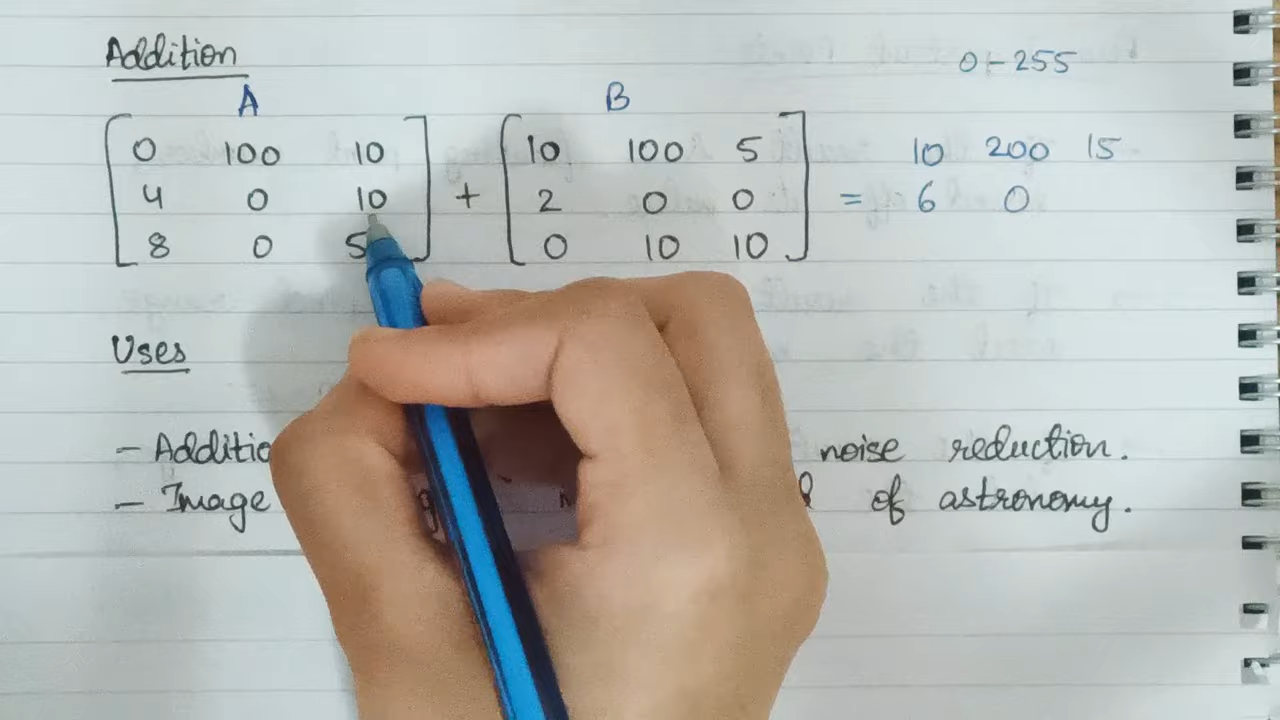 Addition
0-255
A B
0 100 10 10 100 5 10 200 15
4 0 10 + 2 0 0 = 6 0
8 0 5 0 10 10
Uses
- noise reduction.
- Image of astronomy.